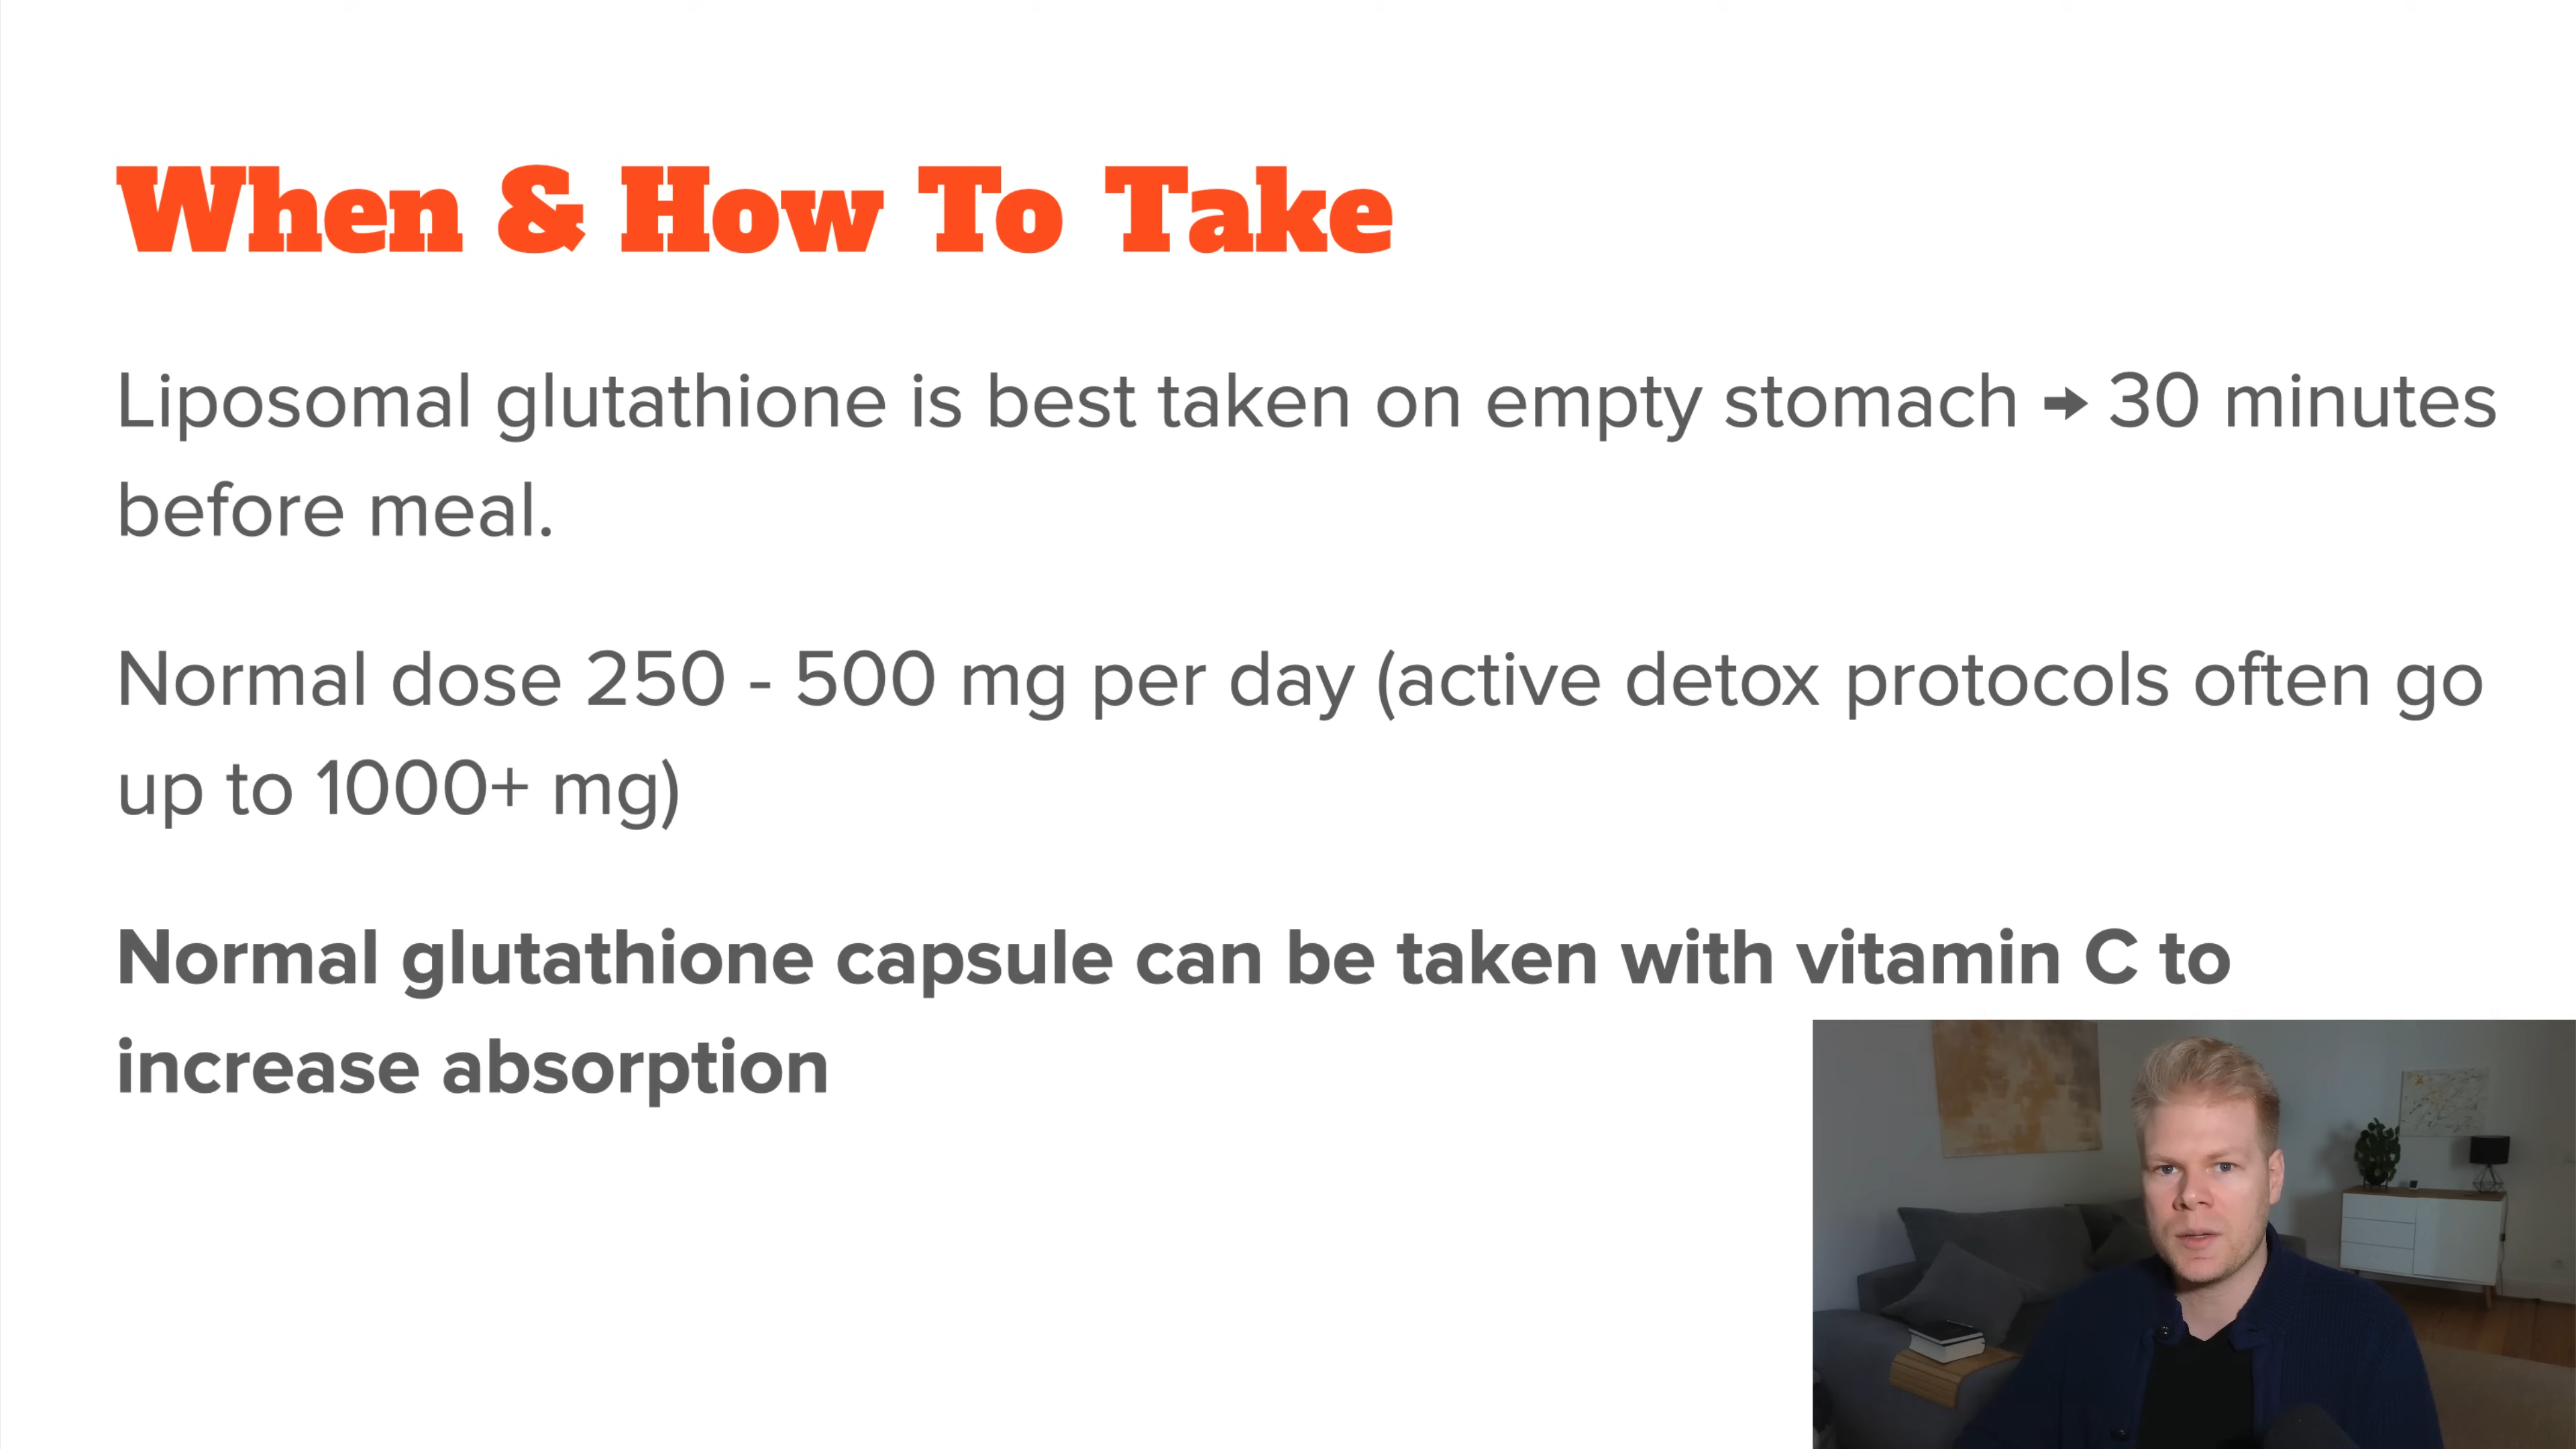 When & How To Take
Liposomal glutathione is best taken on empty stomach → 30 minutes
before meal.
Normal dose 250 - 500 mg per day (active detox protocols often go
up to 1000+ mg)
Normal glutathione capsule can be taken with vitamin C to
increase absorption